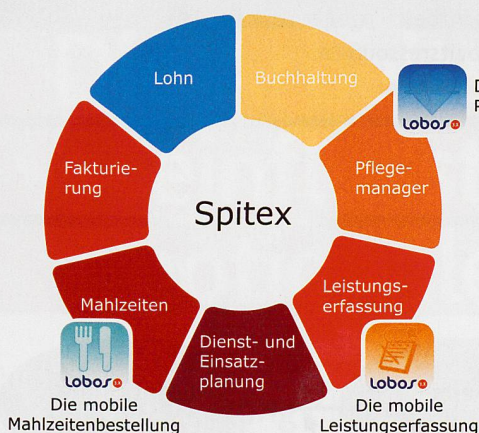 Lohn
Buchhaltung
Lobos
Pflege-
manager
Fakturie-
rung
Spitex
Leistungs-
erfassung
Mahlzeiten
Dienst- und
Einsatz-
planung
Lobos
Die mobile
Mahlzeitenbestellung
Lobos
Die mobile
Leistungserfassung